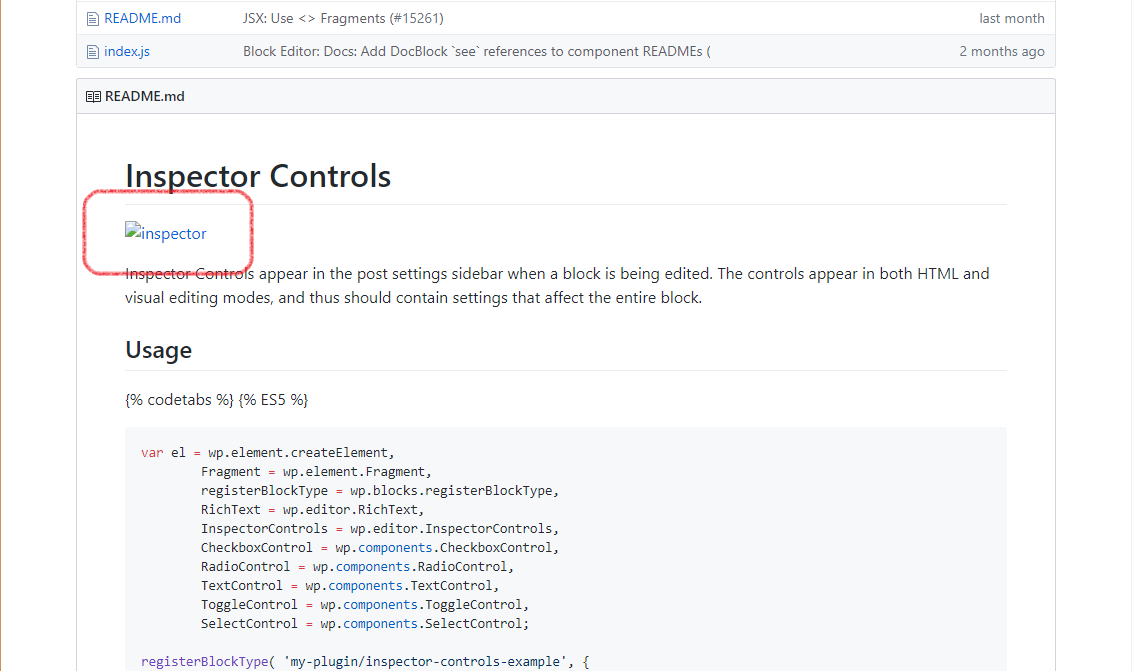 README.md JSX: Use <> Fragments (#15261) last month
index.js Block Editor: Docs: Add DocBlock `see` references to component READMEs ( 2 months ago
README.md
Inspector Controls
inspector
Inspector Controls appear in the post settings sidebar when a block is being edited. The controls appear in both HTML and
visual editing modes, and thus should contain settings that affect the entire block.
Usage
{% codetabs %} {% ES5 %}
var el = wp.element.createElement,
Fragment = wp.element.Fragment,
registerBlockType = wp.blocks.registerBlockType,
RichText = wp.editor.RichText,
InspectorControls = wp.editor.InspectorControls,
CheckboxControl = wp.components.CheckboxControl,
RadioControl = wp.components.RadioControl,
TextControl = wp.components.TextControl,
ToggleControl = wp.components.ToggleControl,
SelectControl = wp.components.SelectControl;
registerBlockType( 'my-plugin/inspector-controls-example', {